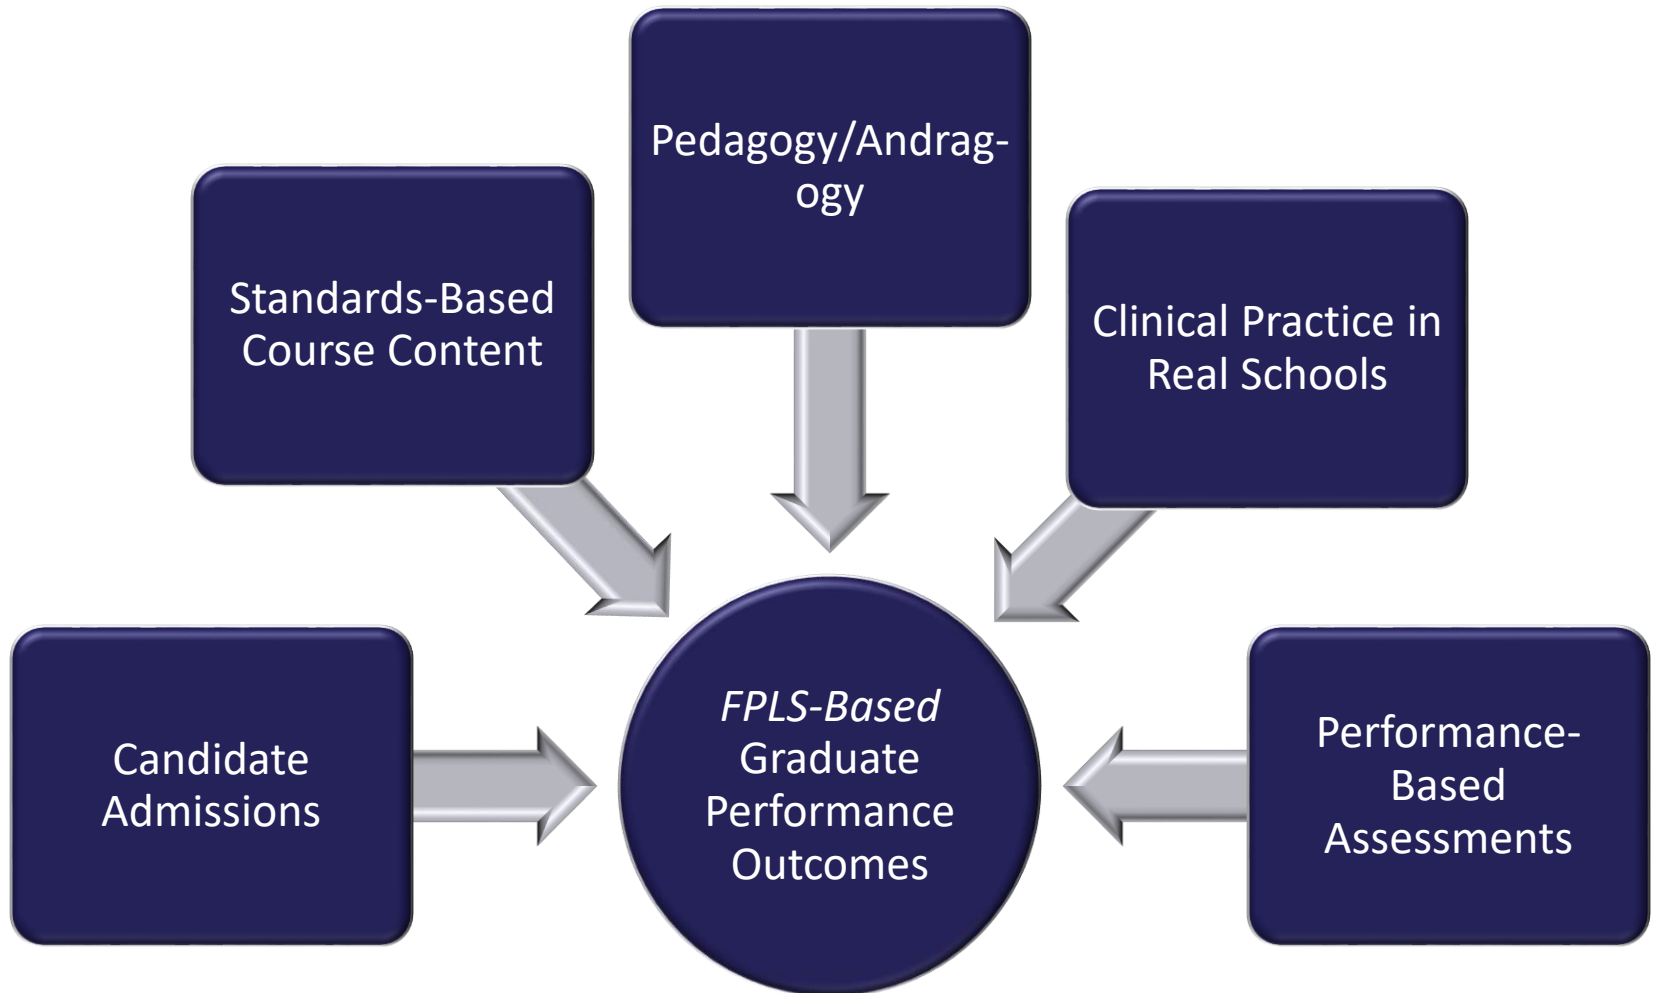 Pedagogy/Andrag-
ogy
Standards-Based
Course Content
Clinical Practice in
Real Schools
Candidate
Admissions
FPLS-Based
Graduate
Performance
Outcomes
Performance-
Based
Assessments